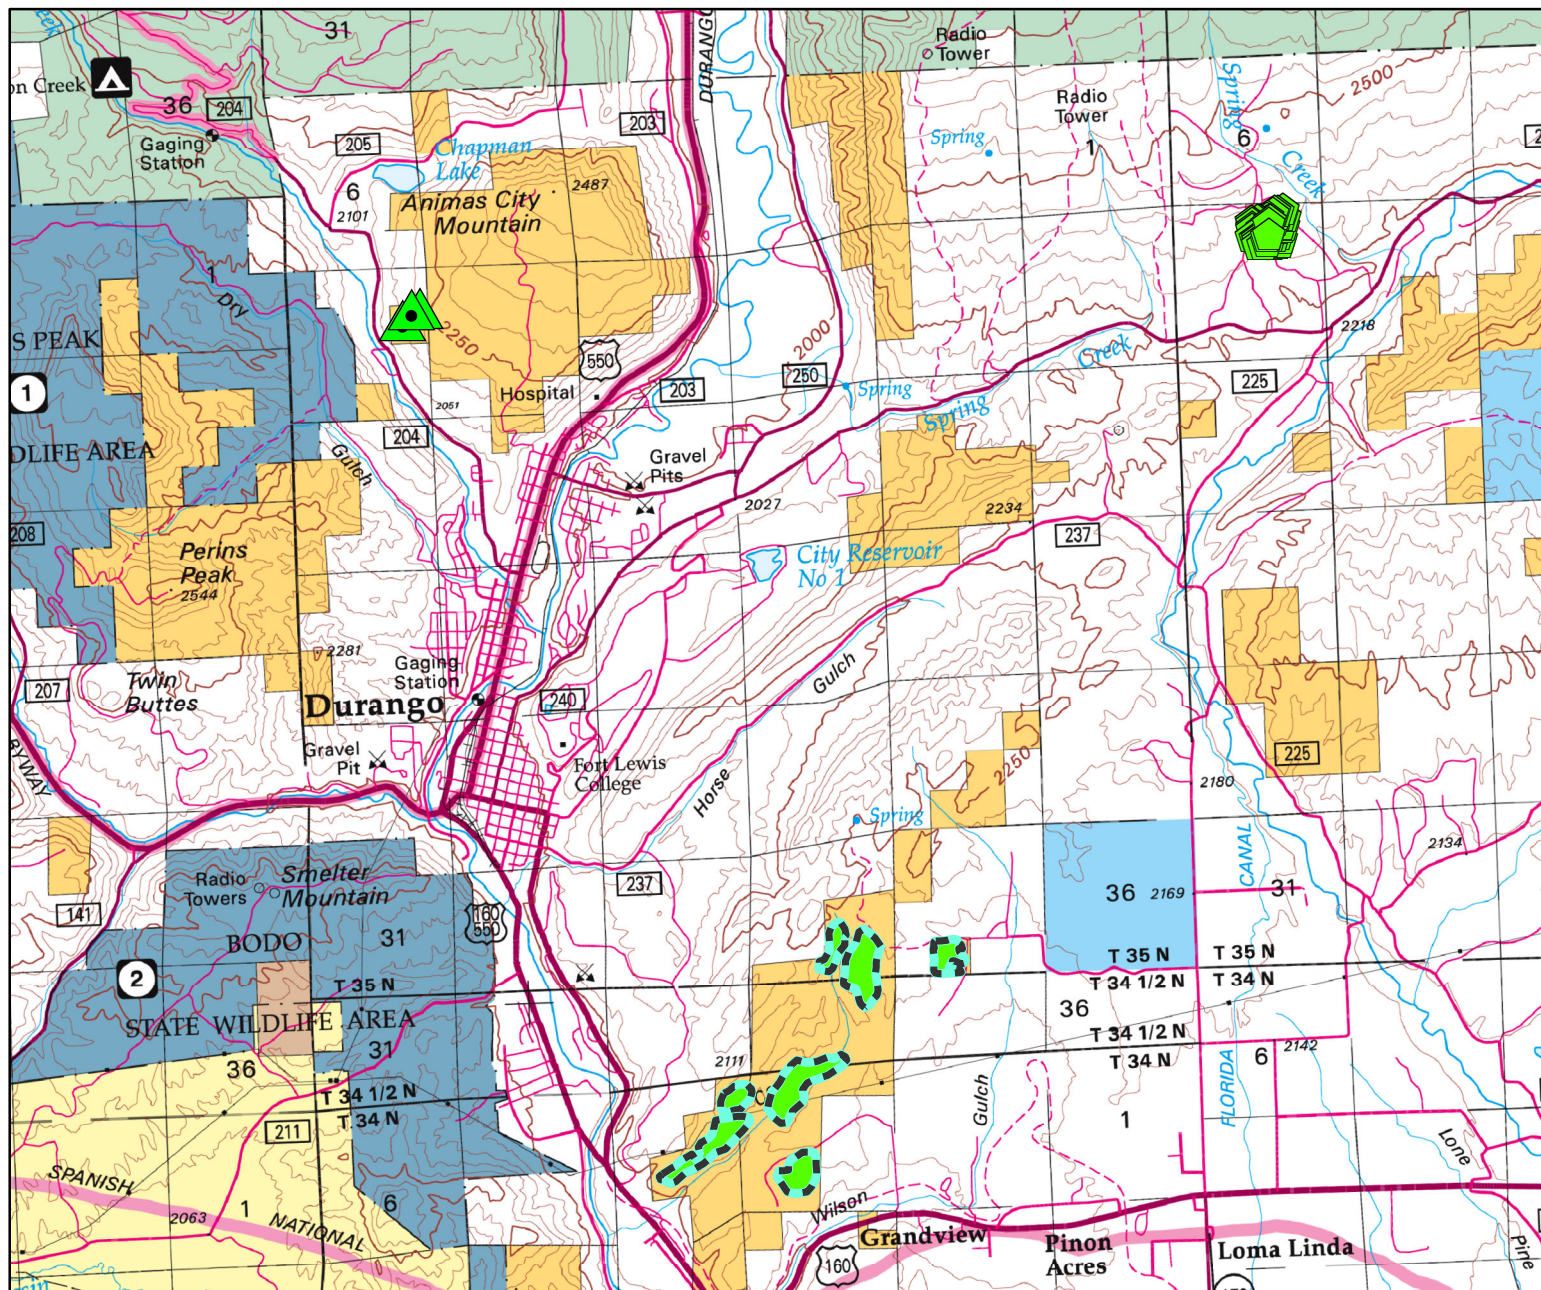 31
DURANGO
Radio
Tower
2500
eek
on Creek
36
204
Radio
Tower
Spring
Gaging
Station
205
203
Spring
1
6
Creek
Chapman
Lake
6
2101
2487
Animas City
Mountain
1
Dry
2250
2000
Creek
2218
S PEAK
550
Hospital
203
250
Spring
225
1
2051
204
Spring
DLIFE AREA
Gulch
Gravel
Pits
2027
2234
208
237
Perins
Peak
2544
City Reservoir
No 1
2281
Gaging
Station
Gulch
207
Twin
Buttes
Durango
240
BYWAY
Gravel
Pit
Fort Lewis
College
Horse
2250
225
2180
Spring
CANAL
2134
Radio
Towers
Smelter
Mountain
237
36
2169
31
141
160
550
BODO
31
2
T 35 N
T 35 N
T 35 N
T 34 1/2 N
T 34 N
36
STATE WILDLIFE AREA
31
T 34 1/2 N
T 34 N
2111
6
2142
36
T 34 1/2 N
T 34 N
C
Gulch
FLORIDA
1
211
Lone
SPANISH
6
1
2063
NATIONAL
Wilson
Grandview
Pinon
Acres
Loma Linda
Pine
160